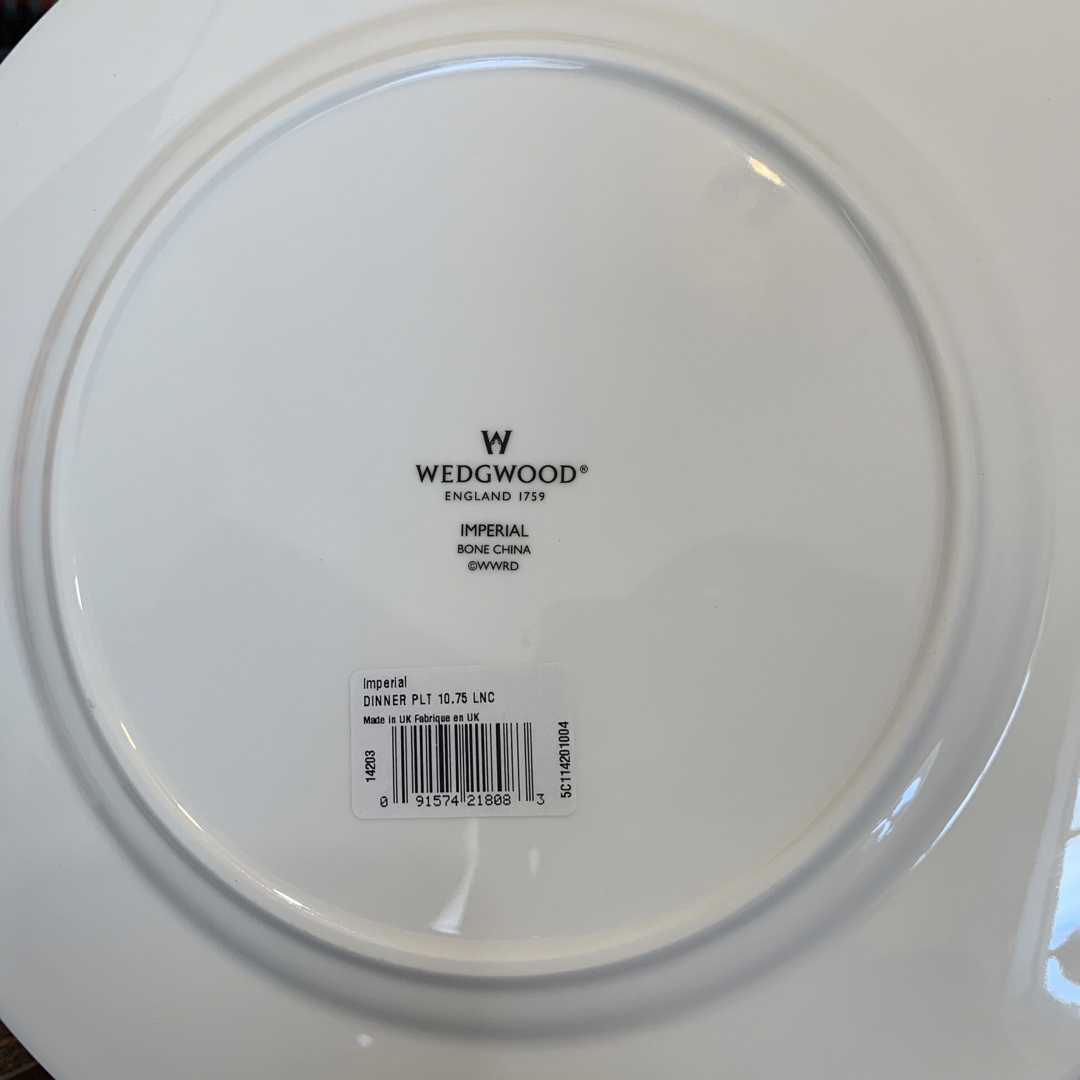 W
WEDGWOOD®
ENGLAND 1759
IMPERIAL
BONE CHINA
©WWRD
Imperial
DINNER PLT 10.75 LNC
Made in UK Fabrique en UK
14203
0 91574 21808 3
5C114201004